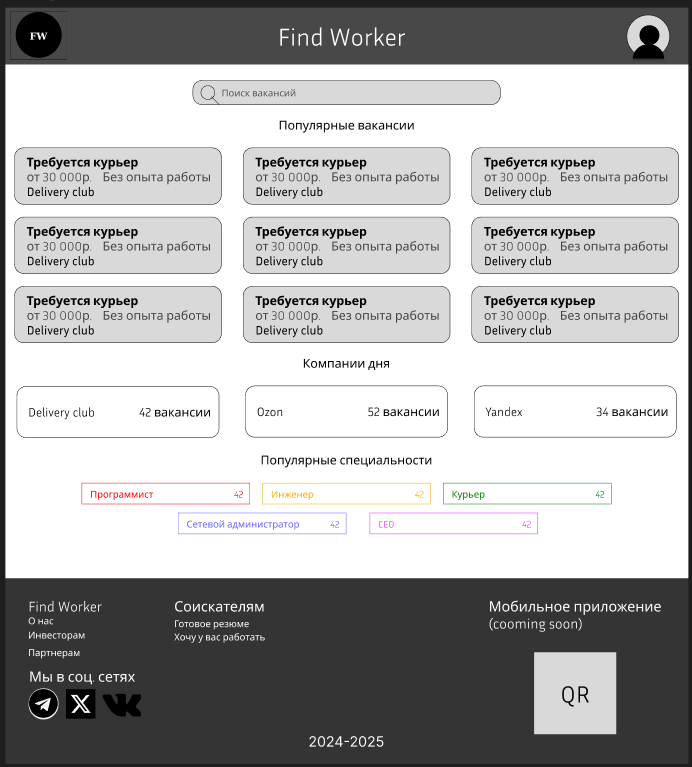 FW
Find Worker
Поиск вакансий
Популярные вакансии
Требуется курьер
от 30 000р. Без опыта работы
Delivery club
Требуется курьер
от 30 000р. Без опыта работы
Delivery club
Требуется курьер
от 30 000р. Без опыта работы
Delivery club
Требуется курьер
от 30 000р. Без опыта работы
Delivery club
Требуется курьер
от 30 000р. Без опыта работы
Delivery club
Требуется курьер
от 30 000р. Без опыта работы
Delivery club
Требуется курьер
от 30 000р. Без опыта работы
Delivery club
Требуется курьер
от 30 000р. Без опыта работы
Delivery club
Требуется курьер
от 30 000р. Без опыта работы
Delivery club
Компании дня
Delivery club 42 вакансии
Ozon 52 вакансии
Yandex 34 вакансии
Популярные специальности
Программист 42
Инженер 42
Курьер 42
Сетевой администратор 42
CEO 42
Find Worker
О нас
Инвесторам
Партнерам
Мы в соц. сетях
Соискателям
Готовое резюме
Хочу у вас работать
Мобильное приложение
(cooming soon)
QR
2024-2025